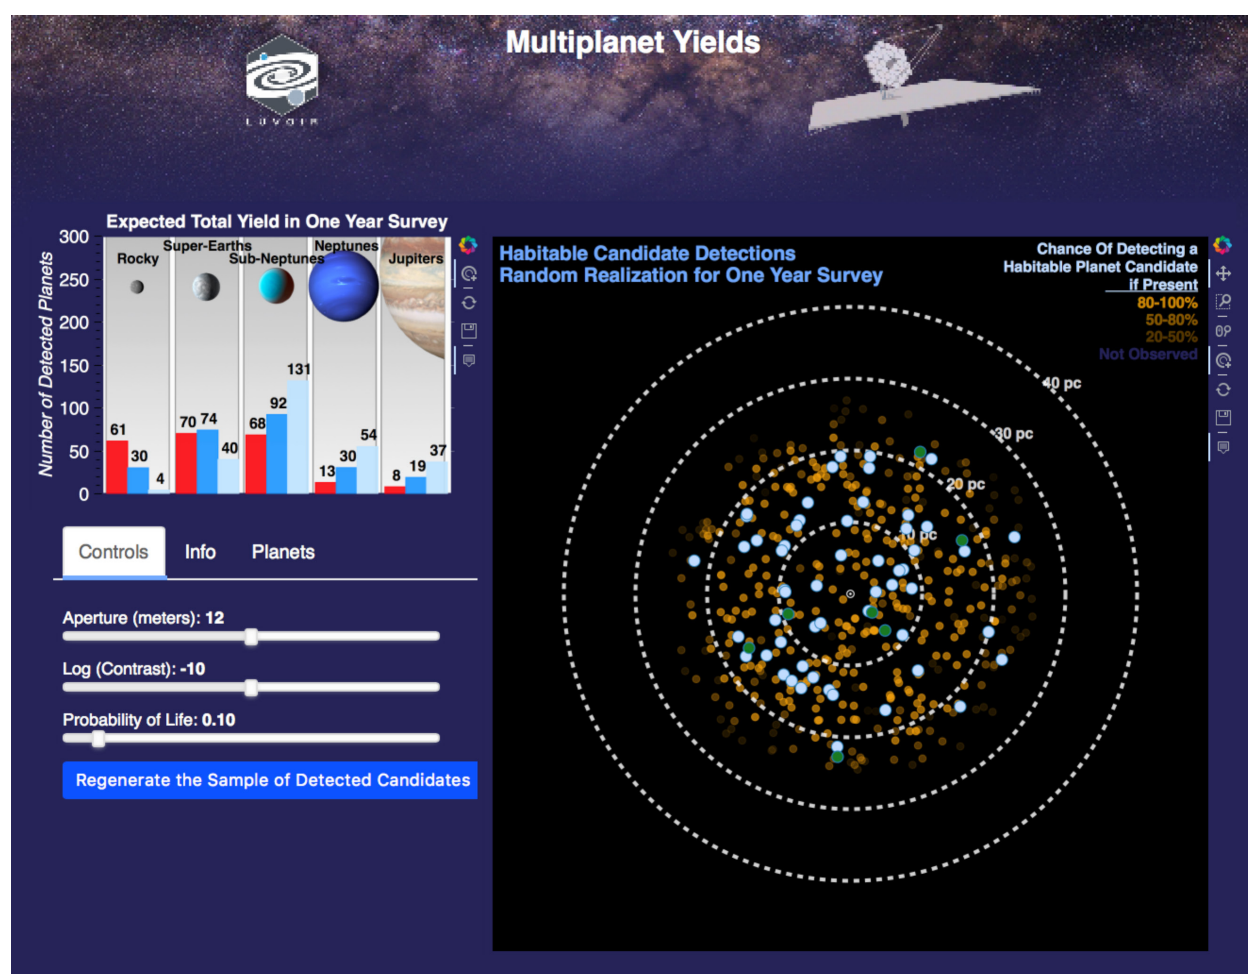 Multiplanet Yields
LUVOIR
Expected Total Yield in One Year Survey
Number of Detected Planets
300
250
200
150
100
50
0
Rocky
Super-Earths
Sub-Neptunes
Neptunes
Jupiters
61
30
4
70
74
40
68
92
131
13
30
54
8
19
37
Controls
Info
Planets
Aperture (meters): 12
Log (Contrast): -10
Probability of Life: 0.10
Regenerate the Sample of Detected Candidates
Habitable Candidate Detections
Random Realization for One Year Survey
Chance Of Detecting a
Habitable Planet Candidate
if Present
80-100%
50-80%
20-50%
Not Observed
40 pc
30 pc
20 pc
10 pc